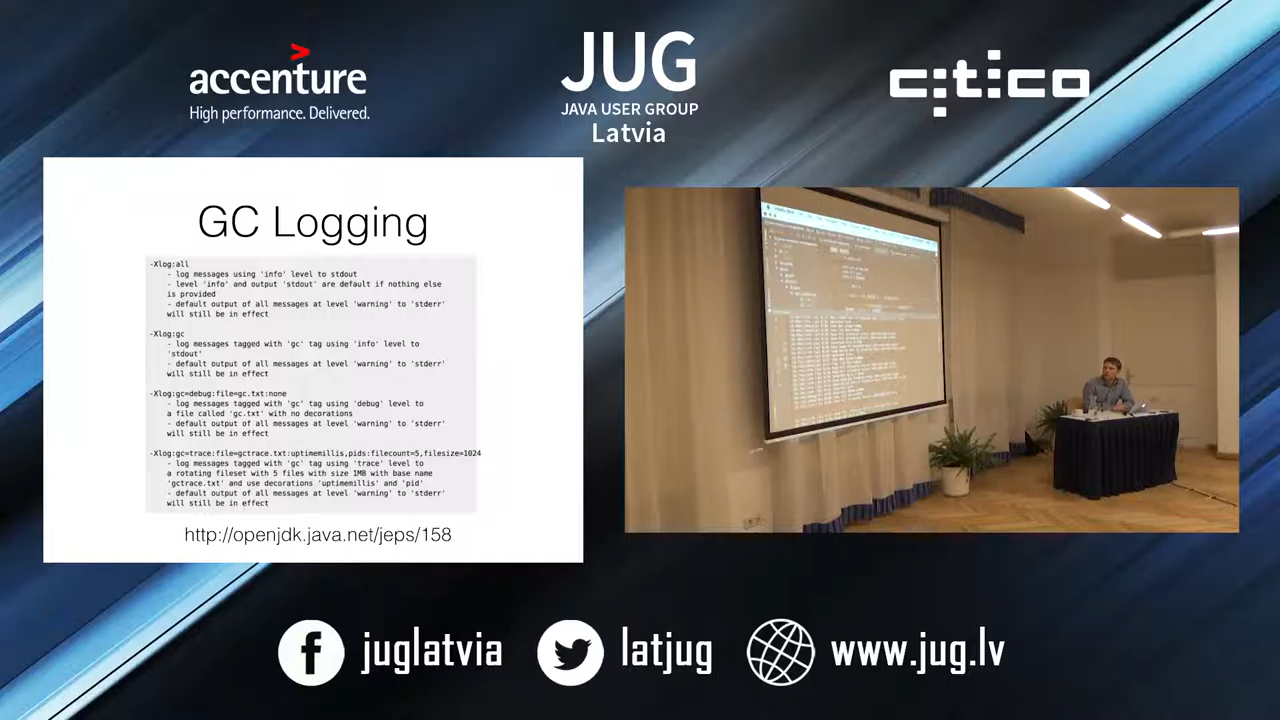 accenture
High performance. Delivered.
JUG
JAVA USER GROUP
Latvia
citico
GC Logging
-Xlog:all
- log messages using 'info' level to stdout
- level 'info' and output 'stdout' are default if nothing else
is provided
- default output of all messages at level 'warning' to 'stderr'
will still be in effect
-Xlog:gc
- log messages tagged with 'gc' tag using 'info' level to
'stdout'
- default output of all messages at level 'warning' to 'stderr'
will still be in effect
-Xlog:gc=debug:file=gc.txt:none
- log messages tagged with 'gc' tag using 'debug' level to
a file called 'gc.txt' with no decorations
- default output of all messages at level 'warning' to 'stderr'
will still be in effect
-Xlog:gc=trace:file=gctrace.txt:uptimemillis,pids:filecount=5,filesize=1024
- log messages tagged with 'gc' tag using 'trace' level to
a rotating fileset with 5 files with size 1MB with base name
'gctrace.txt' and use decorations 'uptimemillis' and 'pid'
- default output of all messages at level 'warning' to 'stderr'
will still be in effect
http://openjdk.java.net/jeps/158
juglatvia
latjug
www.jug.lv